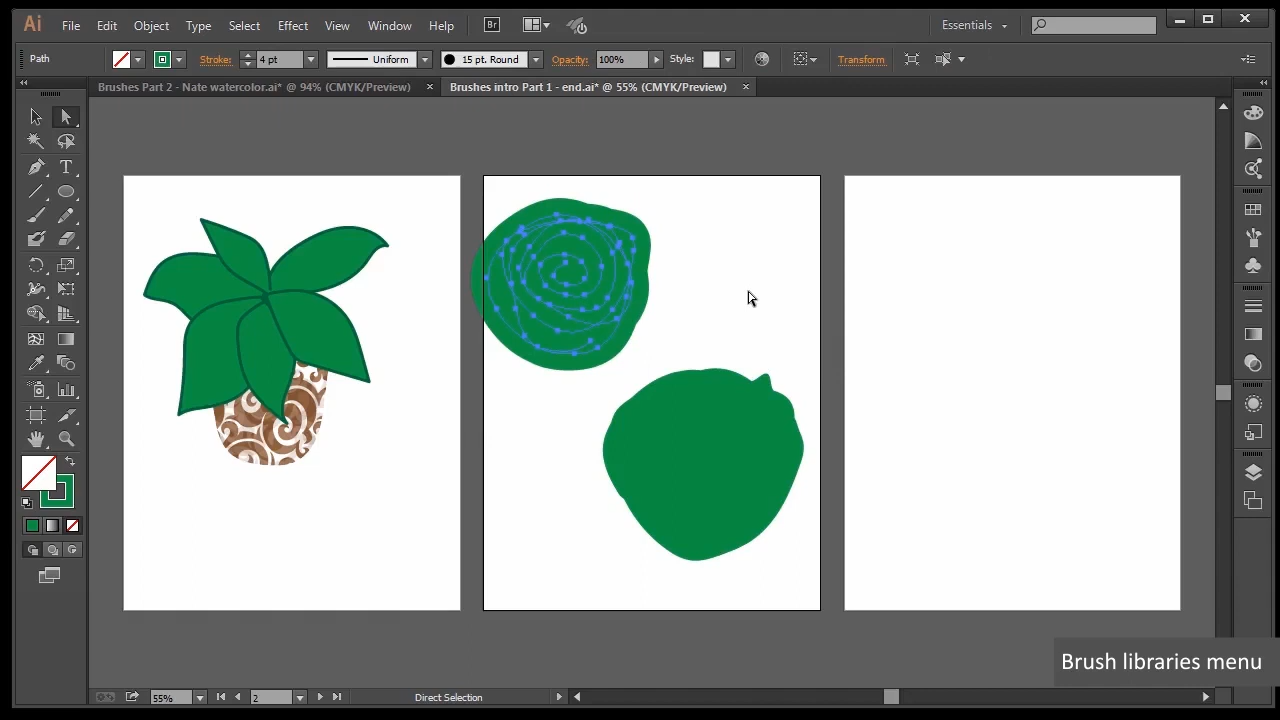 Ai File Edit Object Type Select Effect View Window Help Br Essentials
Path Stroke: 4 pt Uniform 15 pt. Round Opacity: 100% Style: Transform
Brushes Part 2 - Nate watercolor.ai* @ 94% (CMYK/Preview) Brushes intro Part 1 - end.ai* @ 55% (CMYK/Preview)
T
Brush libraries menu
55% 2 Direct Selection